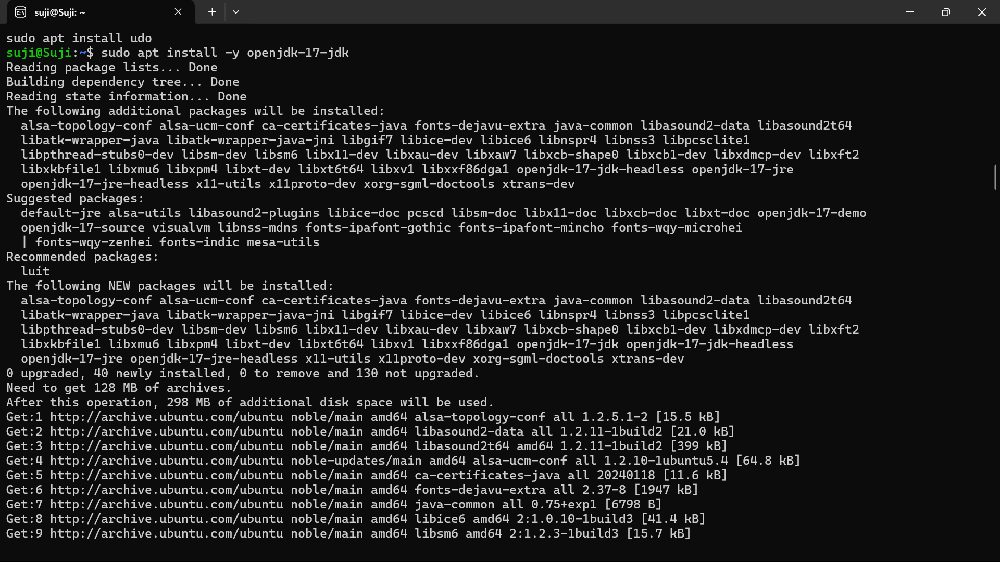 suji@Suji: ~
sudo apt install udo
suji@Suji:~$ sudo apt install -y openjdk-17-jdk
Reading package lists... Done
Building dependency tree... Done
Reading state information... Done
The following additional packages will be installed:
  alsa-topology-conf alsa-ucm-conf ca-certificates-java fonts-dejavu-extra java-common libasound2-data libasound2t64
  libatk-wrapper-java libatk-wrapper-java-jni libgif7 libice-dev libice6 libnspr4 libnss3 libpcsclite1
  libpthread-stubs0-dev libsm-dev libsm6 libx11-dev libxau-dev libxaw7 libxcb-shape0 libxcb1-dev libxdmcp-dev libxft2
  libxkbfile1 libxmu6 libxpm4 libxt-dev libxt6t64 libxv1 libxxf86dga1 openjdk-17-jdk-headless openjdk-17-jre
  openjdk-17-jre-headless x11-utils x11proto-dev xorg-sgml-doctools xtrans-dev
Suggested packages:
  default-jre alsa-utils libasound2-plugins libice-doc pcscd libsm-doc libx11-doc libxcb-doc libxt-doc openjdk-17-demo
  openjdk-17-source visualvm libnss-mdns fonts-ipafont-gothic fonts-ipafont-mincho fonts-wqy-microhei
  | fonts-wqy-zenhei fonts-indic mesa-utils
Recommended packages:
  luit
The following NEW packages will be installed:
  alsa-topology-conf alsa-ucm-conf ca-certificates-java fonts-dejavu-extra java-common libasound2-data libasound2t64
  libatk-wrapper-java libatk-wrapper-java-jni libgif7 libice-dev libice6 libnspr4 libnss3 libpcsclite1
  libpthread-stubs0-dev libsm-dev libsm6 libx11-dev libxau-dev libxaw7 libxcb-shape0 libxcb1-dev libxdmcp-dev libxft2
  libxkbfile1 libxmu6 libxpm4 libxt-dev libxt6t64 libxv1 libxxf86dga1 openjdk-17-jdk openjdk-17-jdk-headless
  openjdk-17-jre openjdk-17-jre-headless x11-utils x11proto-dev xorg-sgml-doctools xtrans-dev
0 upgraded, 40 newly installed, 0 to remove and 130 not upgraded.
Need to get 128 MB of archives.
After this operation, 298 MB of additional disk space will be used.
Get:1 http://archive.ubuntu.com/ubuntu noble/main amd64 alsa-topology-conf all 1.2.5.1-2 [15.5 kB]
Get:2 http://archive.ubuntu.com/ubuntu noble/main amd64 libasound2-data all 1.2.11-1build2 [21.0 kB]
Get:3 http://archive.ubuntu.com/ubuntu noble/main amd64 libasound2t64 amd64 1.2.11-1build2 [399 kB]
Get:4 http://archive.ubuntu.com/ubuntu noble-updates/main amd64 alsa-ucm-conf all 1.2.10-1ubuntu5.4 [64.8 kB]
Get:5 http://archive.ubuntu.com/ubuntu noble/main amd64 ca-certificates-java all 20240118 [11.6 kB]
Get:6 http://archive.ubuntu.com/ubuntu noble/main amd64 fonts-dejavu-extra all 2.37-8 [1947 kB]
Get:7 http://archive.ubuntu.com/ubuntu noble/main amd64 java-common all 0.75+exp1 [6798 B]
Get:8 http://archive.ubuntu.com/ubuntu noble/main amd64 libice6 amd64 2:1.0.10-1build3 [41.4 kB]
Get:9 http://archive.ubuntu.com/ubuntu noble/main amd64 libsm6 amd64 2:1.2.3-1build3 [15.7 kB]